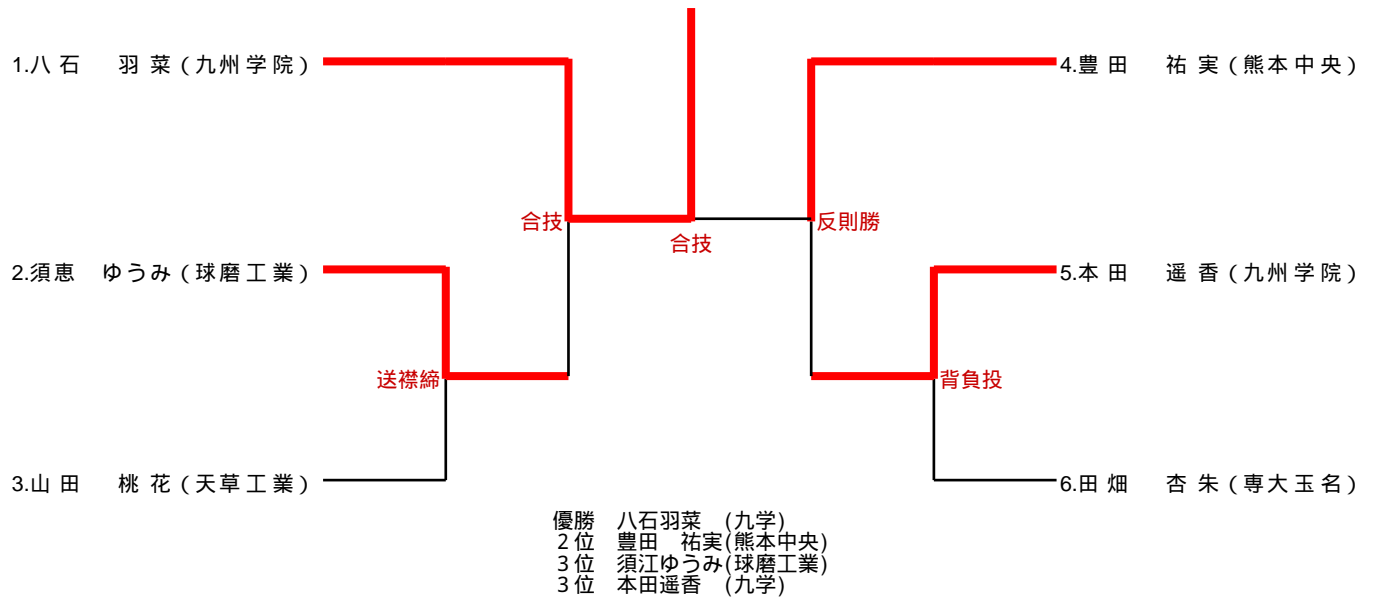 1.八石 羽菜(九州学院)
4.豊田 祐実(熊本中央)
合技
反則勝
合技
2.須恵 ゆうみ(球磨工業)
5.本田 遥香(九州学院)
送襟締
背負投
3.山田 桃花(天草工業)
6.田畑 杏朱(専大玉名)
優勝 八石羽菜 (九学)
2位 豊田 祐実(熊本中央)
3位 須江ゆうみ(球磨工業)
3位 本田遥香 (九学)